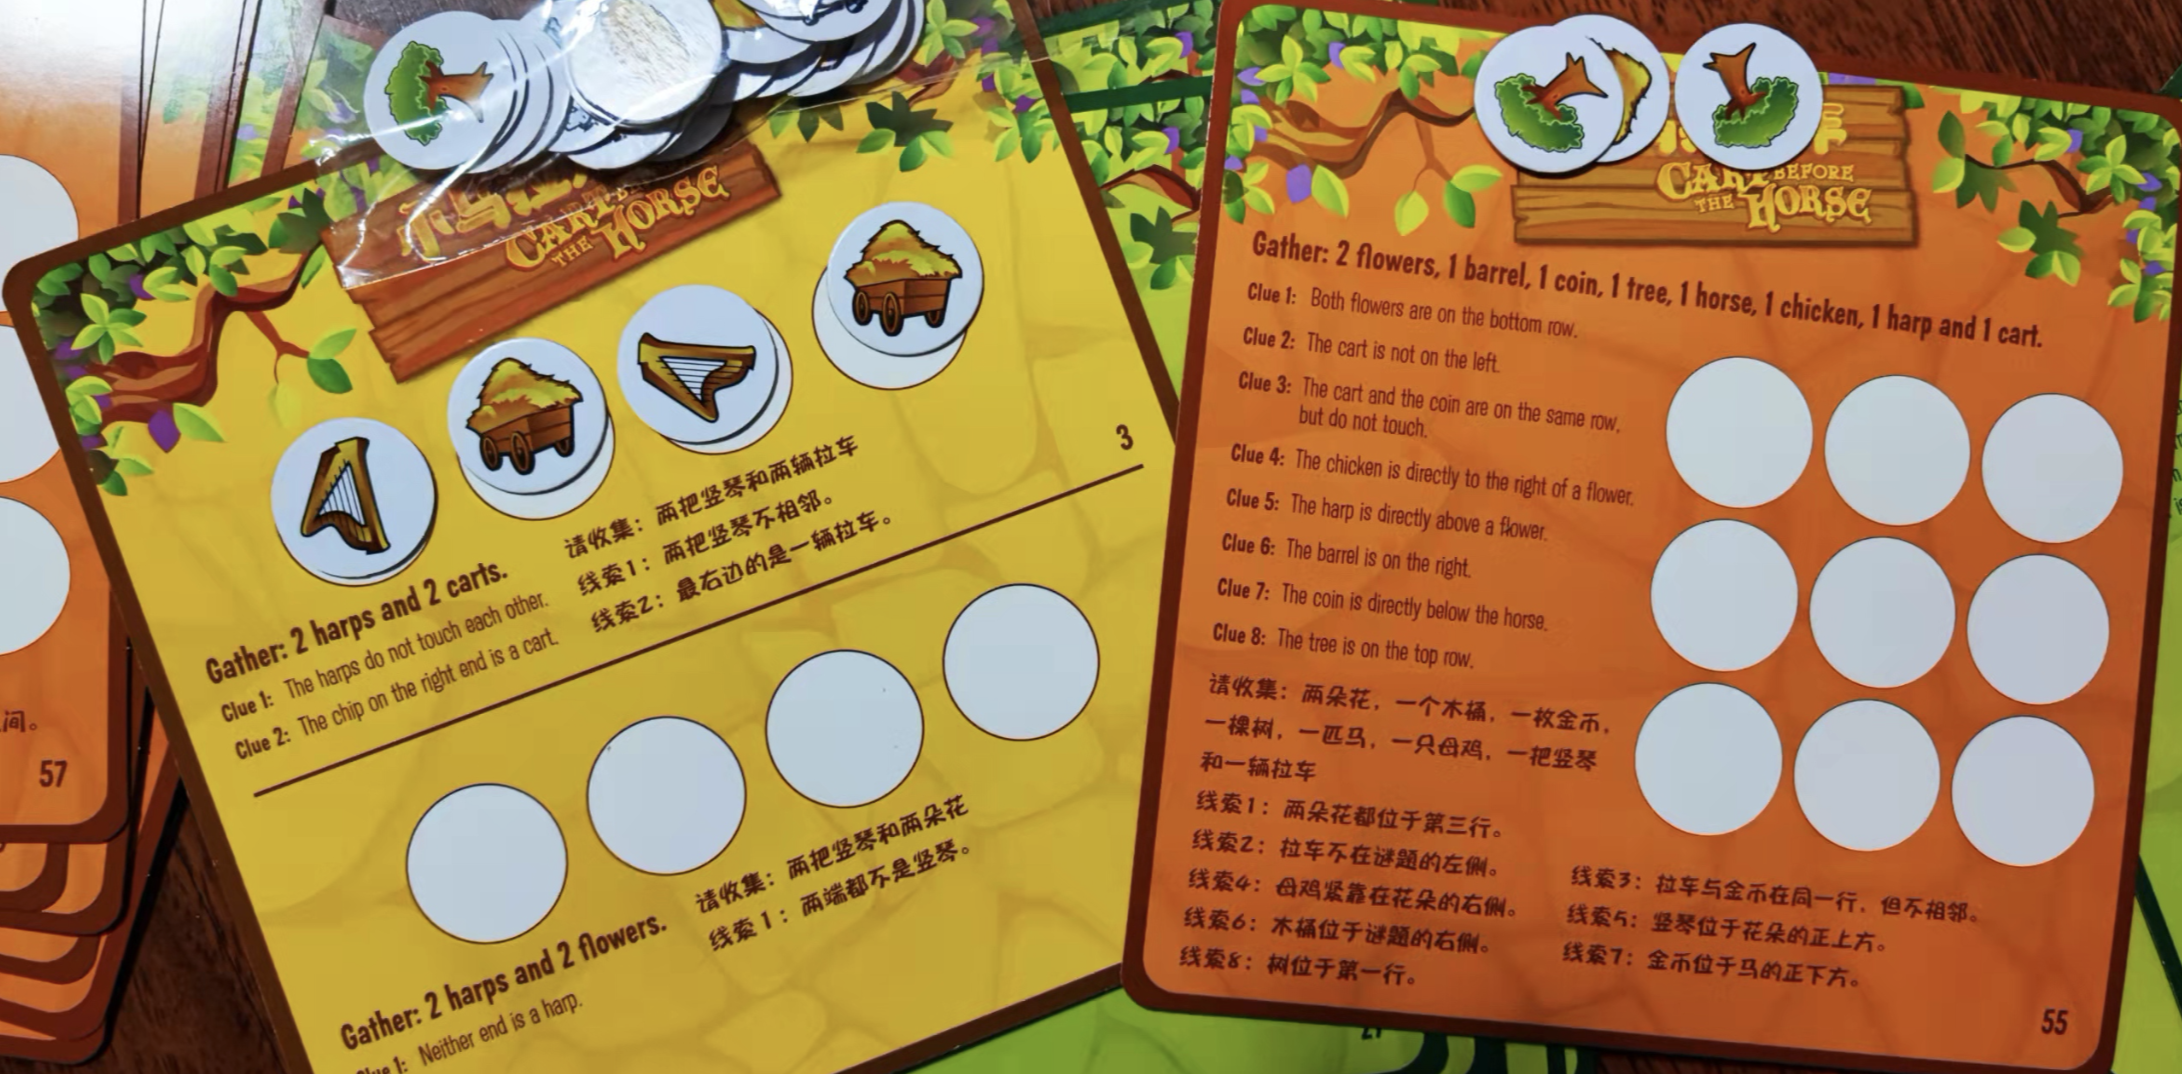 CART BEFORE
THE HORSE
Gather: 2 harps and 2 carts.
Clue 1: The harps do not touch each other.
Clue 2: The chip on the right end is a cart.
请收集：两把竖琴和两辆拉车
线索1：两把竖琴不相邻。
线索2：最右边的是一辆拉车。
3
Gather: 2 harps and 2 flowers.
Clue 1: Neither end is a harp.
请收集：两把竖琴和两朵花
线索1：两端都不是竖琴。
间。
57
CART BEFORE
THE HORSE
Gather: 2 flowers, 1 barrel, 1 coin, 1 tree, 1 horse, 1 chicken, 1 harp and 1 cart.
Clue 1: Both flowers are on the bottom row.
Clue 2: The cart is not on the left.
Clue 3: The cart and the coin are on the same row,
but do not touch.
Clue 4: The chicken is directly to the right of a flower.
Clue 5: The harp is directly above a flower.
Clue 6: The barrel is on the right.
Clue 7: The coin is directly below the horse.
Clue 8: The tree is on the top row.
请收集：两朵花，一个木桶，一枚金币，
一棵树，一匹马，一只母鸡，一把竖琴
和一辆拉车
线索1：两朵花都位于第三行。
线索2：拉车不在谜题的左侧。
线索3：拉车与金币在同一行，但不相邻。
线索4：母鸡紧靠在花朵的右侧。
线索5：竖琴位于花朵的正上方。
线索6：木桶位于谜题的右侧。
线索7：金币位于马的正下方。
线索8：树位于第一行。
55